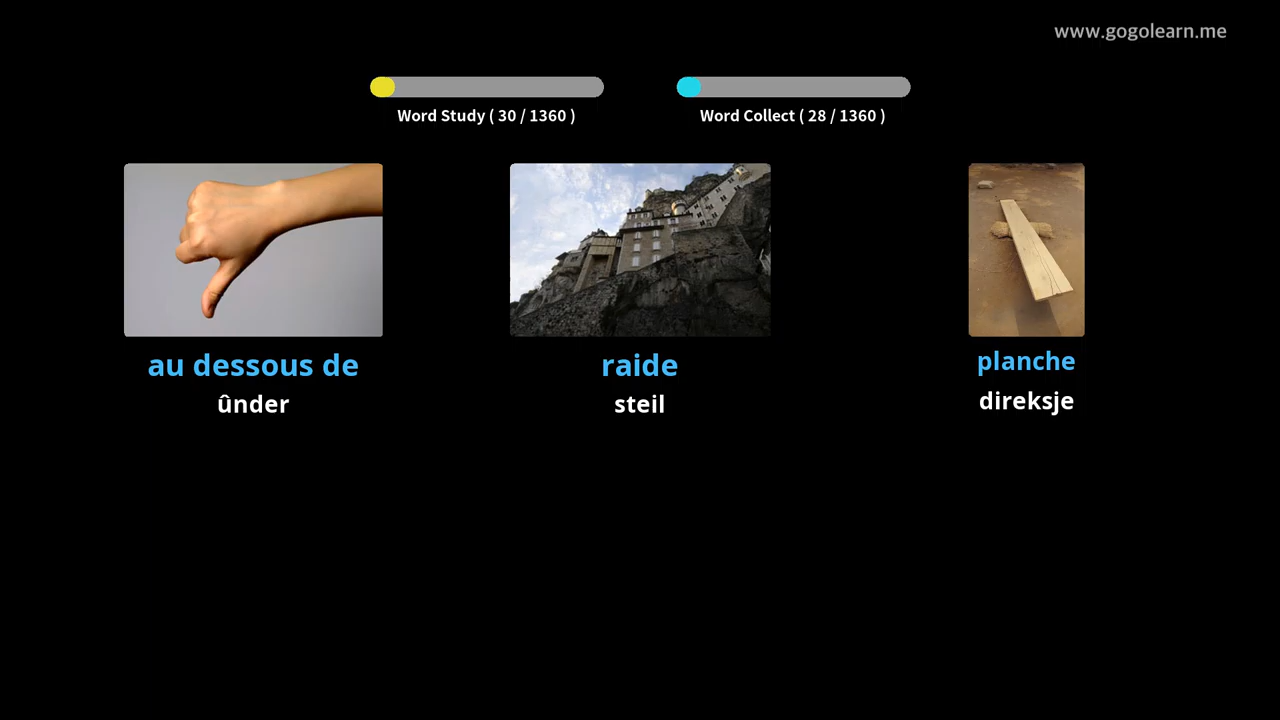 www.gogolearn.me
Word Study ( 30 / 1360 )
Word Collect ( 28 / 1360 )
au dessous de
ûnder
raide
steil
planche
direksje